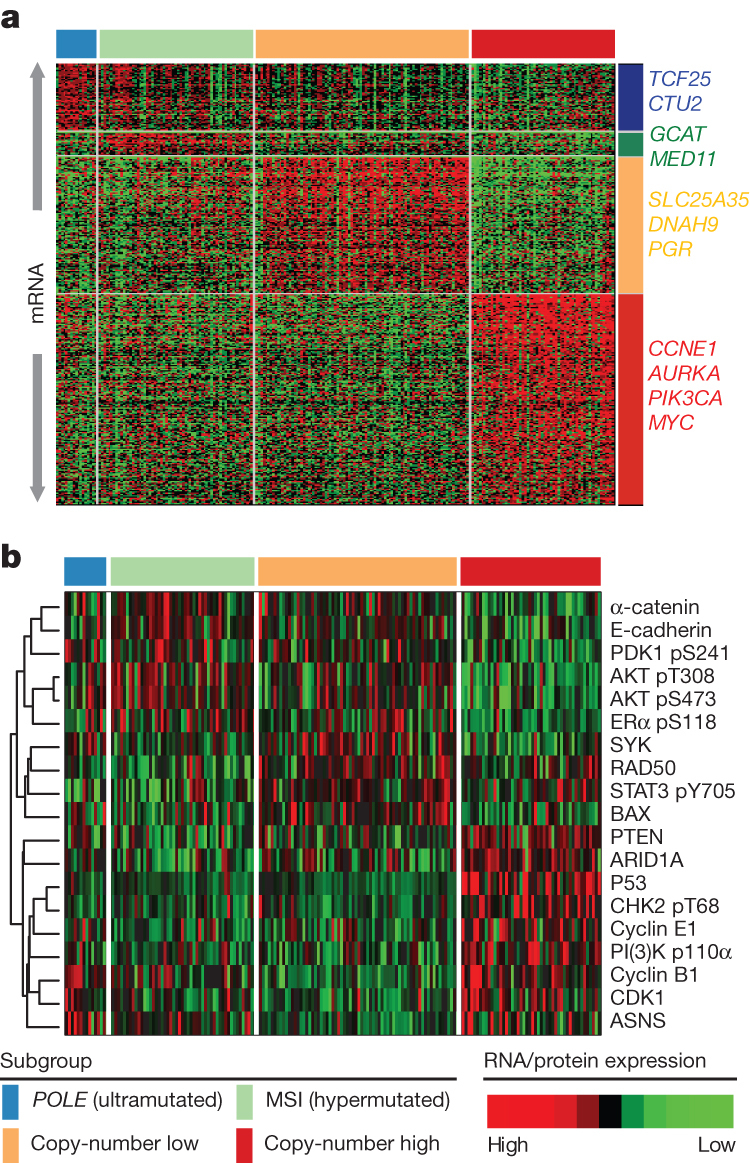 a
mRNA
TCF25
CTU2
GCAT
MED11
SLC25A35
DNAH9
PGR
CCNE1
AURKA
PIK3CA
MYC
b
α-catenin
E-cadherin
PDK1 pS241
AKT pT308
AKT pS473
ERα pS118
SYK
RAD50
STAT3 pY705
BAX
PTEN
ARID1A
P53
CHK2 pT68
Cyclin E1
PI(3)K p110α
Cyclin B1
CDK1
ASNS
Subgroup
POLE (ultramutated)
MSI (hypermutated)
Copy-number low
Copy-number high
RNA/protein expression
High
Low